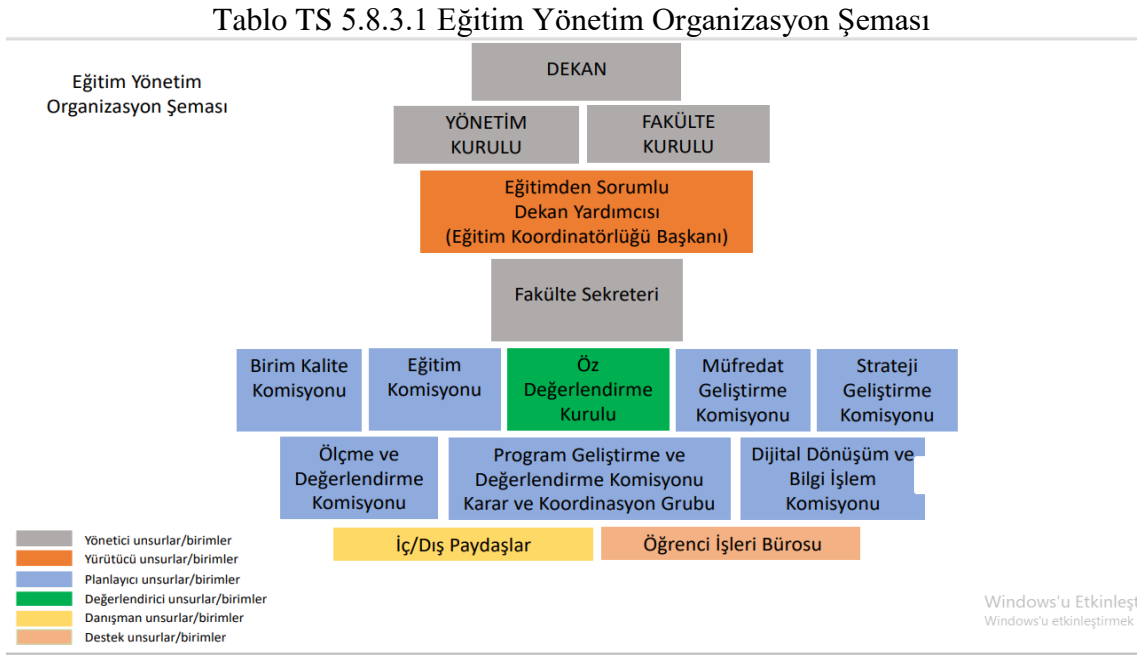 Tablo TS 5.8.3.1 Eğitim Yönetim Organizasyon Şeması
Eğitim Yönetim
Organizasyon Şeması
DEKAN
YÖNETİM
KURULU
FAKÜLTE
KURULU
Eğitimden Sorumlu
Dekan Yardımcısı
(Eğitim Koordinatörlüğü Başkanı)
Fakülte Sekreteri
Birim Kalite
Komisyonu
Eğitim
Komisyonu
Öz
Değerlendirme
Kurulu
Müfredat
Geliştirme
Komisyonu
Strateji
Geliştirme
Komisyonu
Ölçme ve
Değerlendirme
Komisyonu
Program Geliştirme ve
Değerlendirme Komisyonu
Karar ve Koordinasyon Grubu
Dijital Dönüşüm ve
Bilgi İşlem
Komisyonu
İç/Dış Paydaşlar
Öğrenci İşleri Bürosu
Yönetici unsurlar/birimler
Yürütücü unsurlar/birimler
Planlayıcı unsurlar/birimler
Değerlendirici unsurlar/birimler
Danışman unsurlar/birimler
Destek unsurlar/birimler
Windows'u Etkinleşt
Windows'u etkinleştirmek